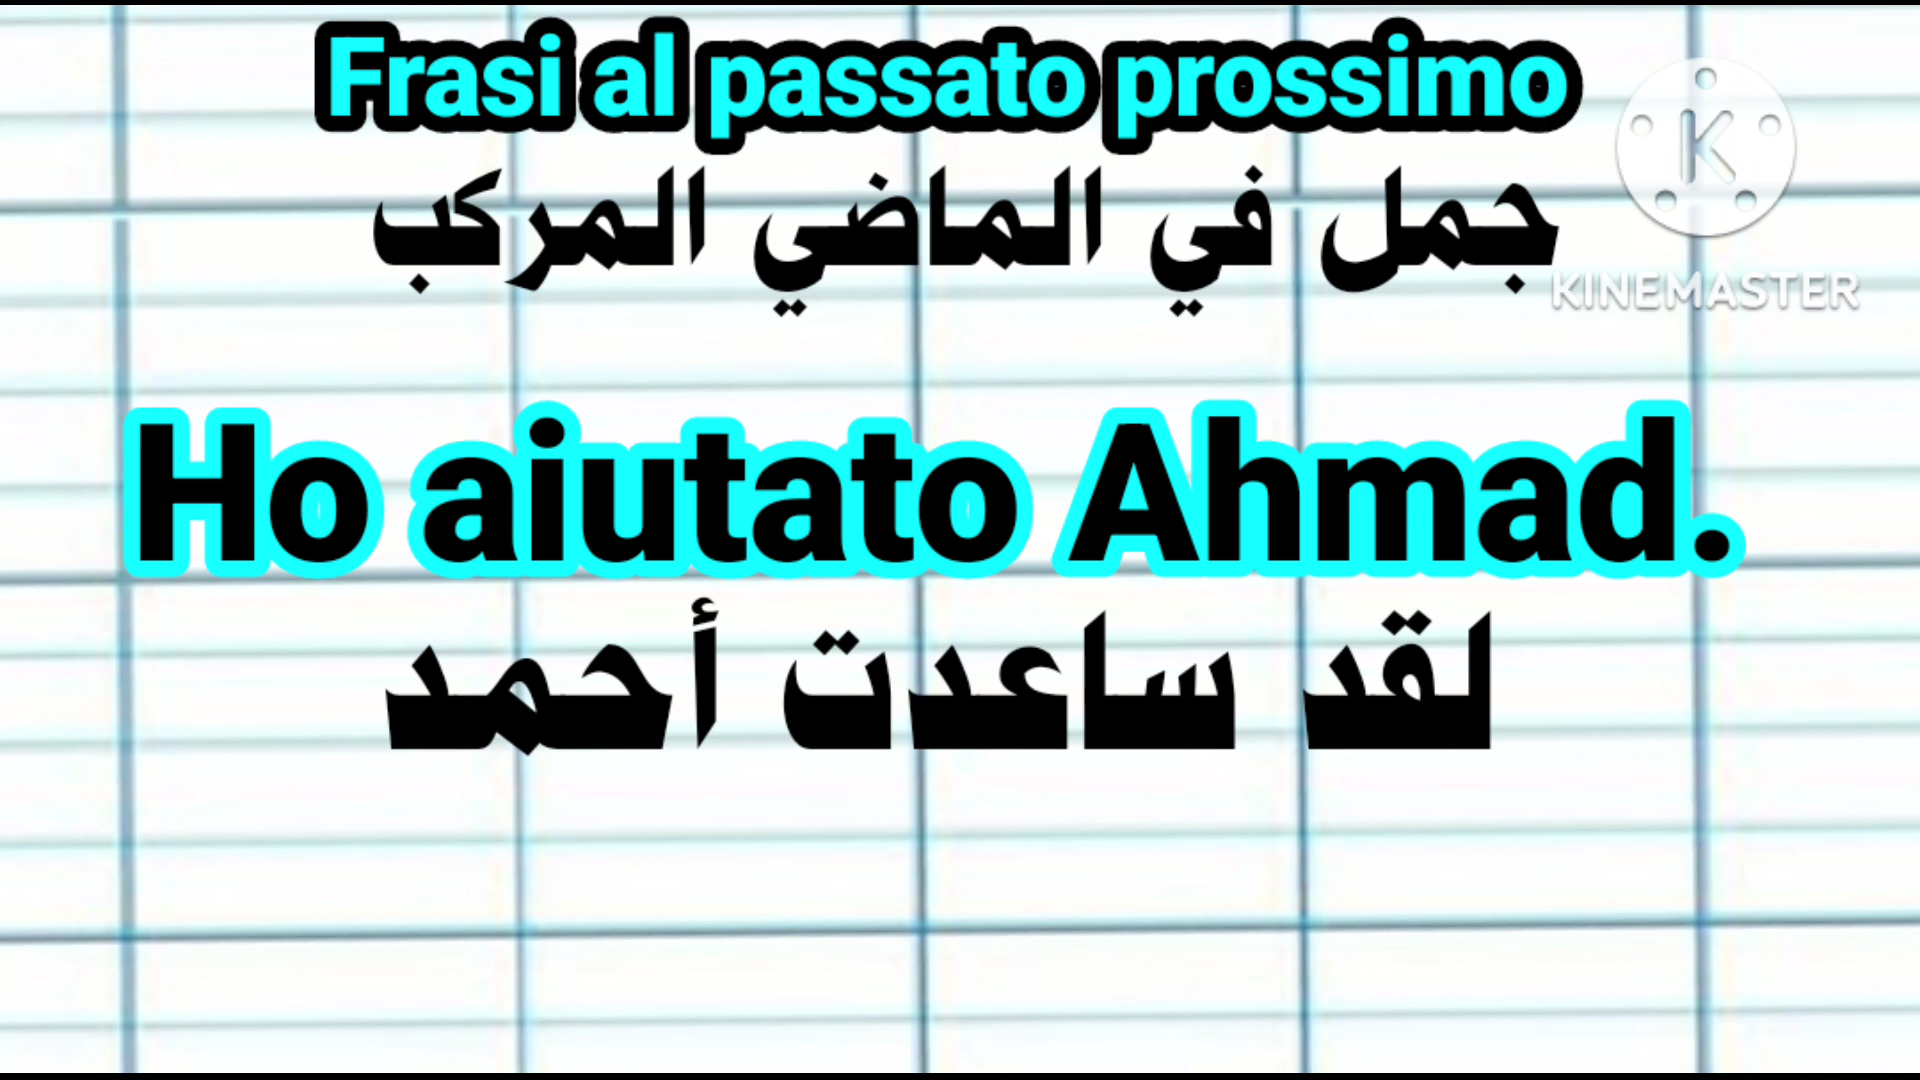 Frasi al passato prossimo
جمل في الماضي المركب
KINEMASTER
Ho aiutato Ahmad.
لقد ساعدت أحمد